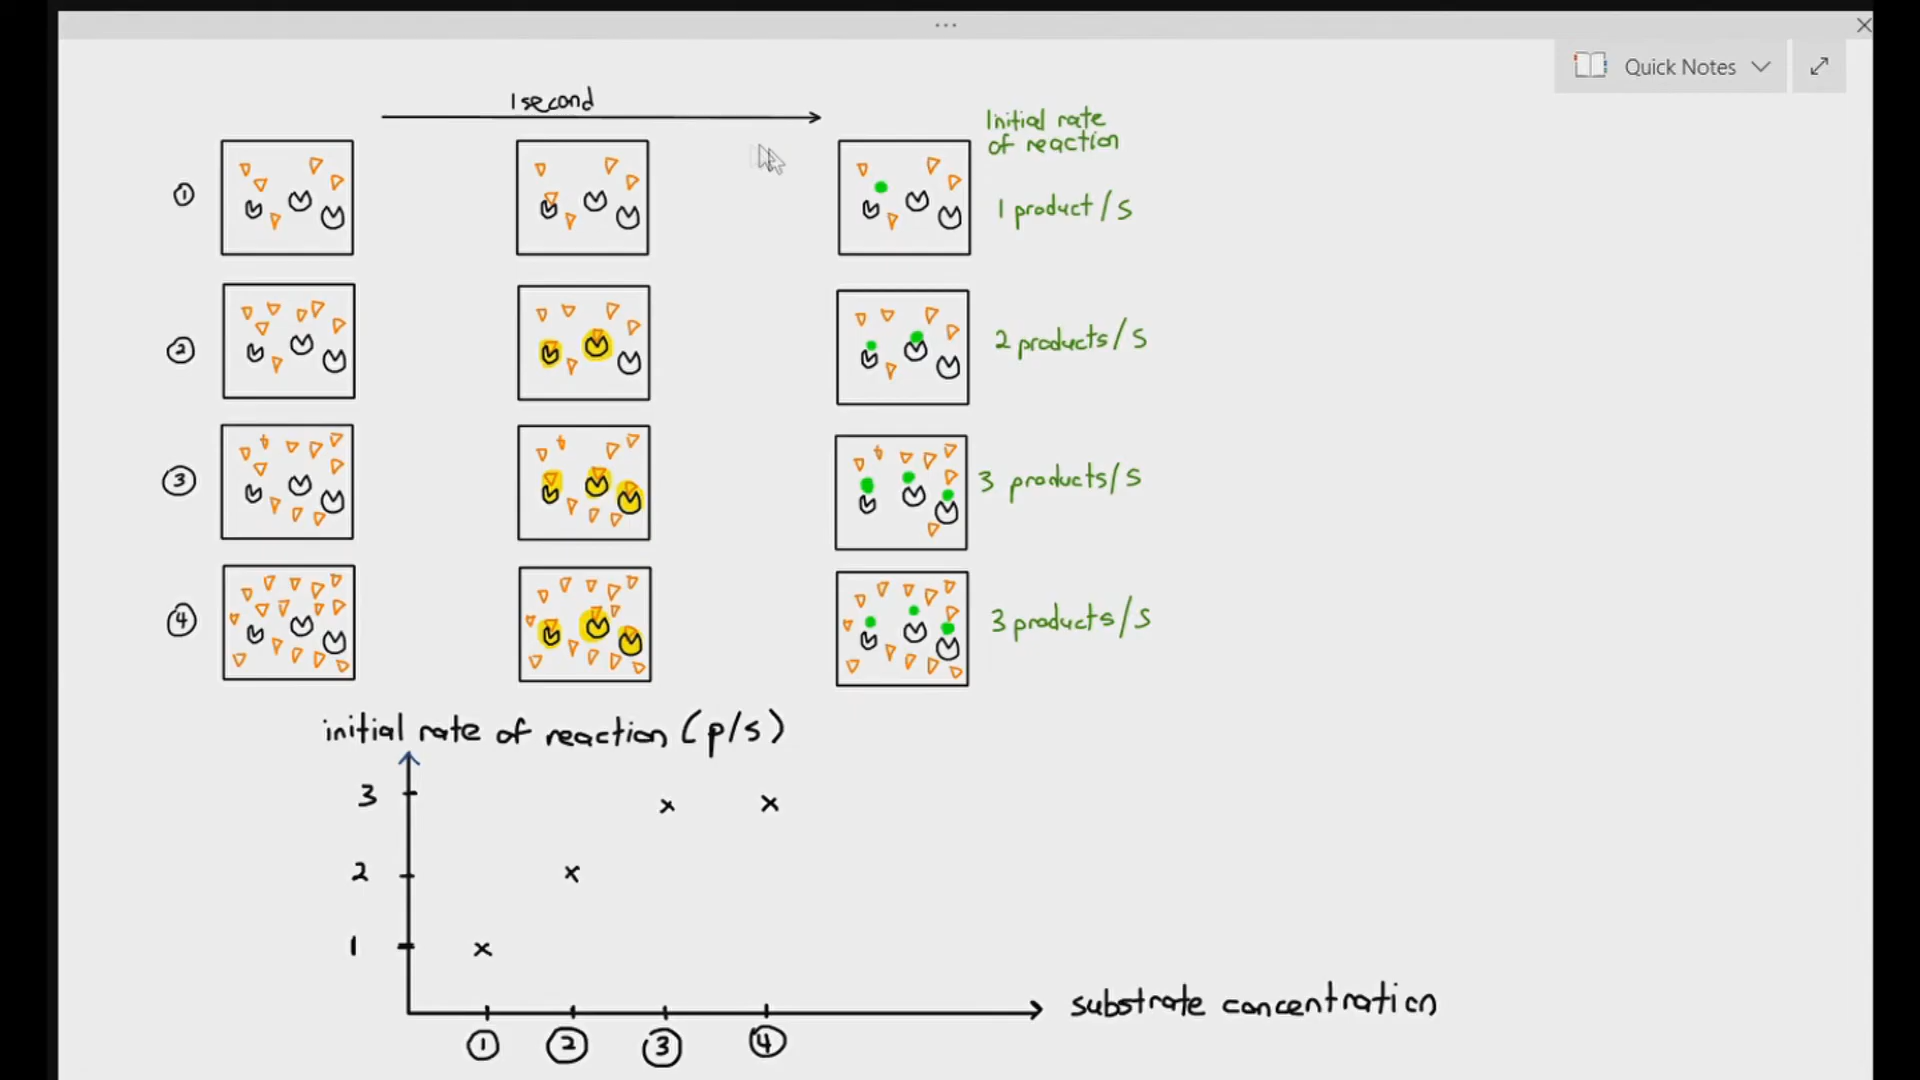 Quick Notes
1 second
Initial rate
of reaction
①
1 product/s
②
2 products/s
③
3 products/s
④
3 products/s
initial rate of reaction (p/s)
3
2
1
substrate concentration
① ② ③ ④